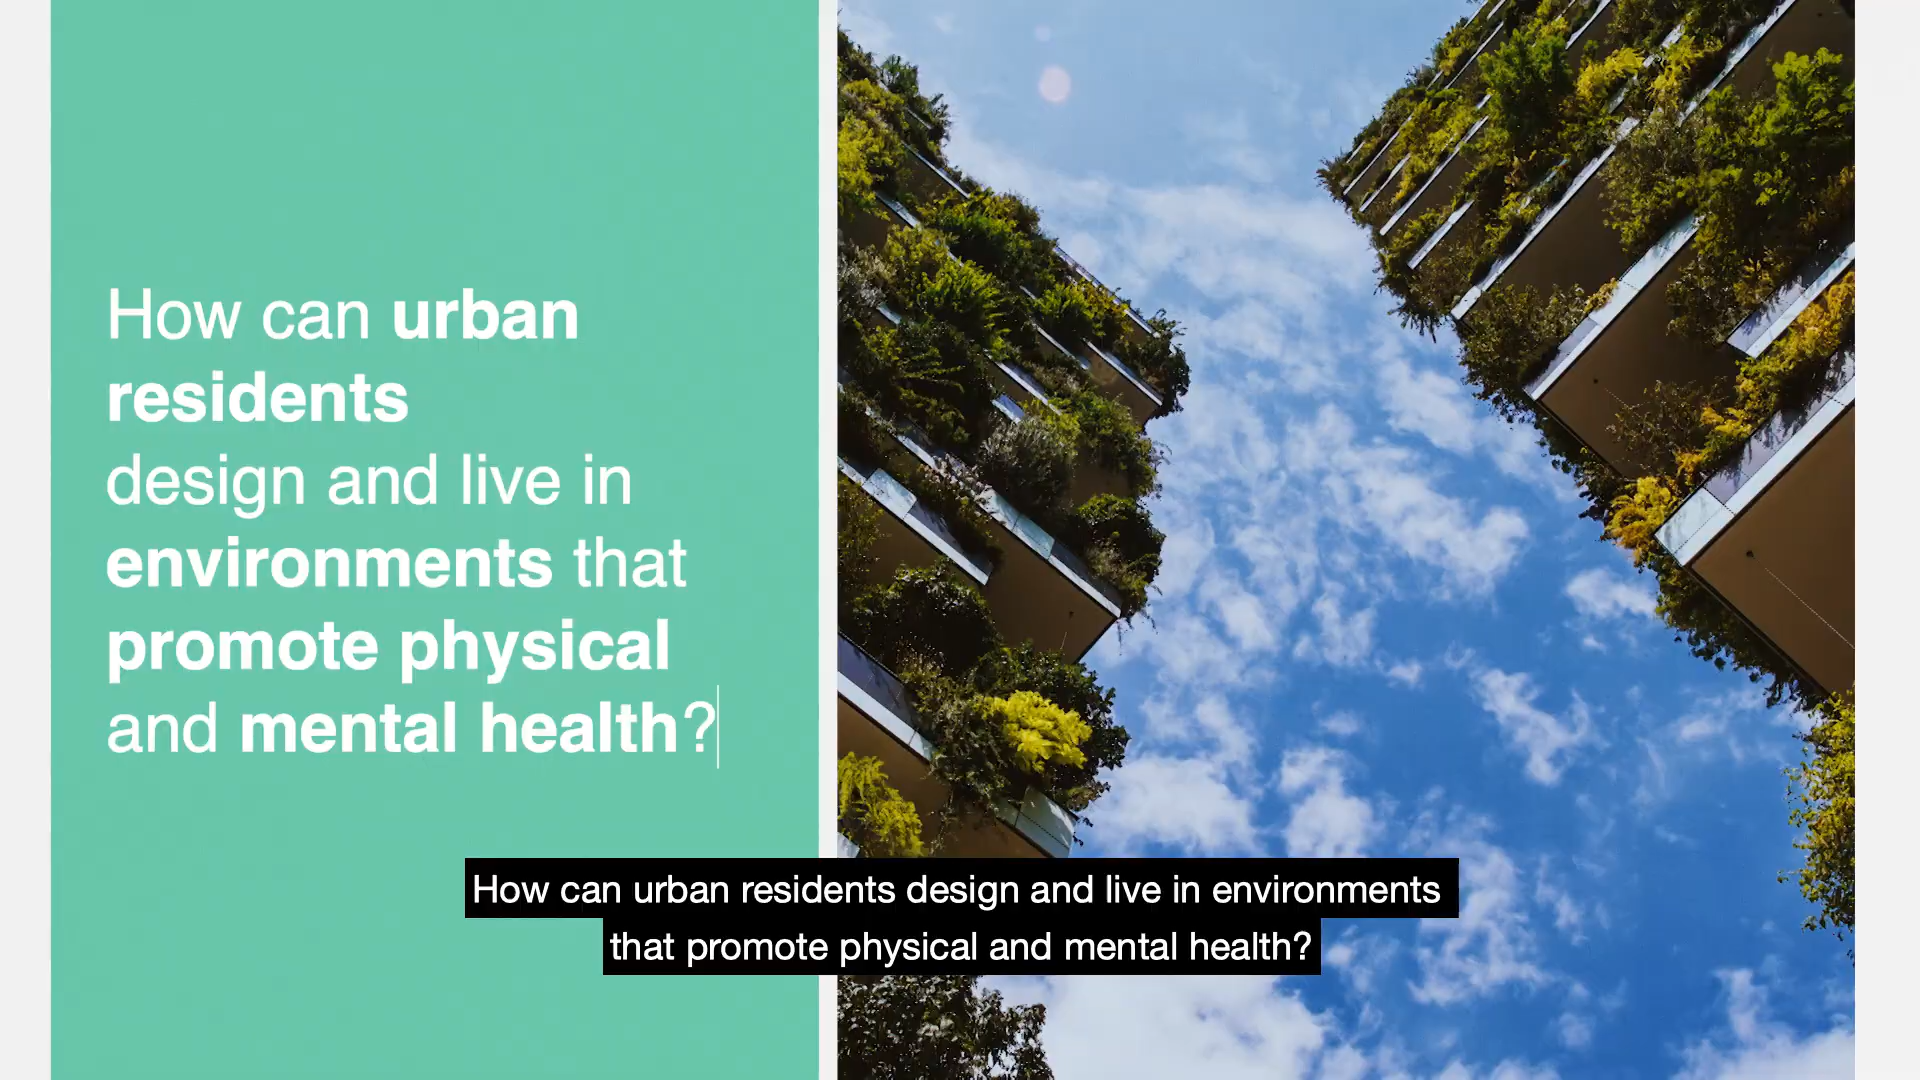 How can urban
residents
design and live in
environments that
promote physical
and mental health?
How can urban residents design and live in environments
that promote physical and mental health?